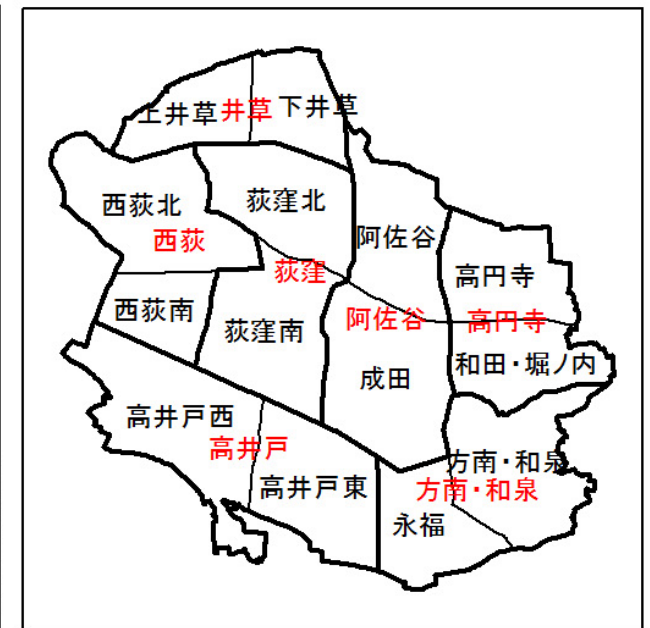 上井草
井草
下井草
西荻北
荻窪北
西荻
阿佐谷
荻窪
高円寺
西荻南
荻窪南
阿佐谷
高円寺
成田
和田・堀ノ内
高井戸西
高井戸
高井戸東
方南・和泉
方南・和泉
永福